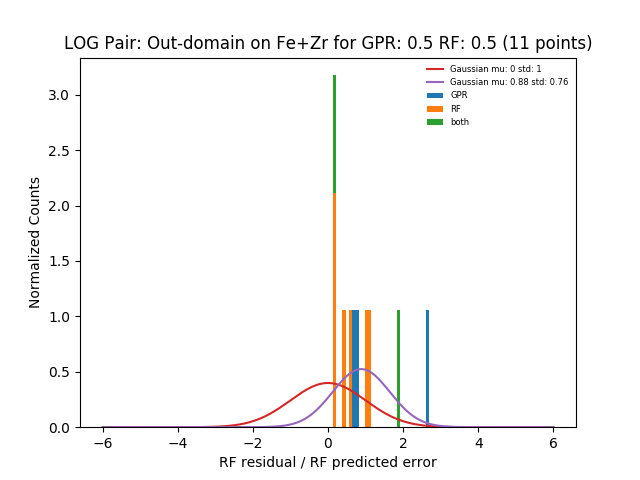 LOG Pair: Out-domain on Fe+Zr for GPR: 0.5 RF: 0.5 (11 points)
Gaussian mu: 0 std: 1
Gaussian mu: 0.88 std: 0.76
GPR
RF
both
Normalized Counts
3.0
2.5
2.0
1.5
1.0
0.5
0.0
−6
−4
−2
0
2
4
6
RF residual / RF predicted error